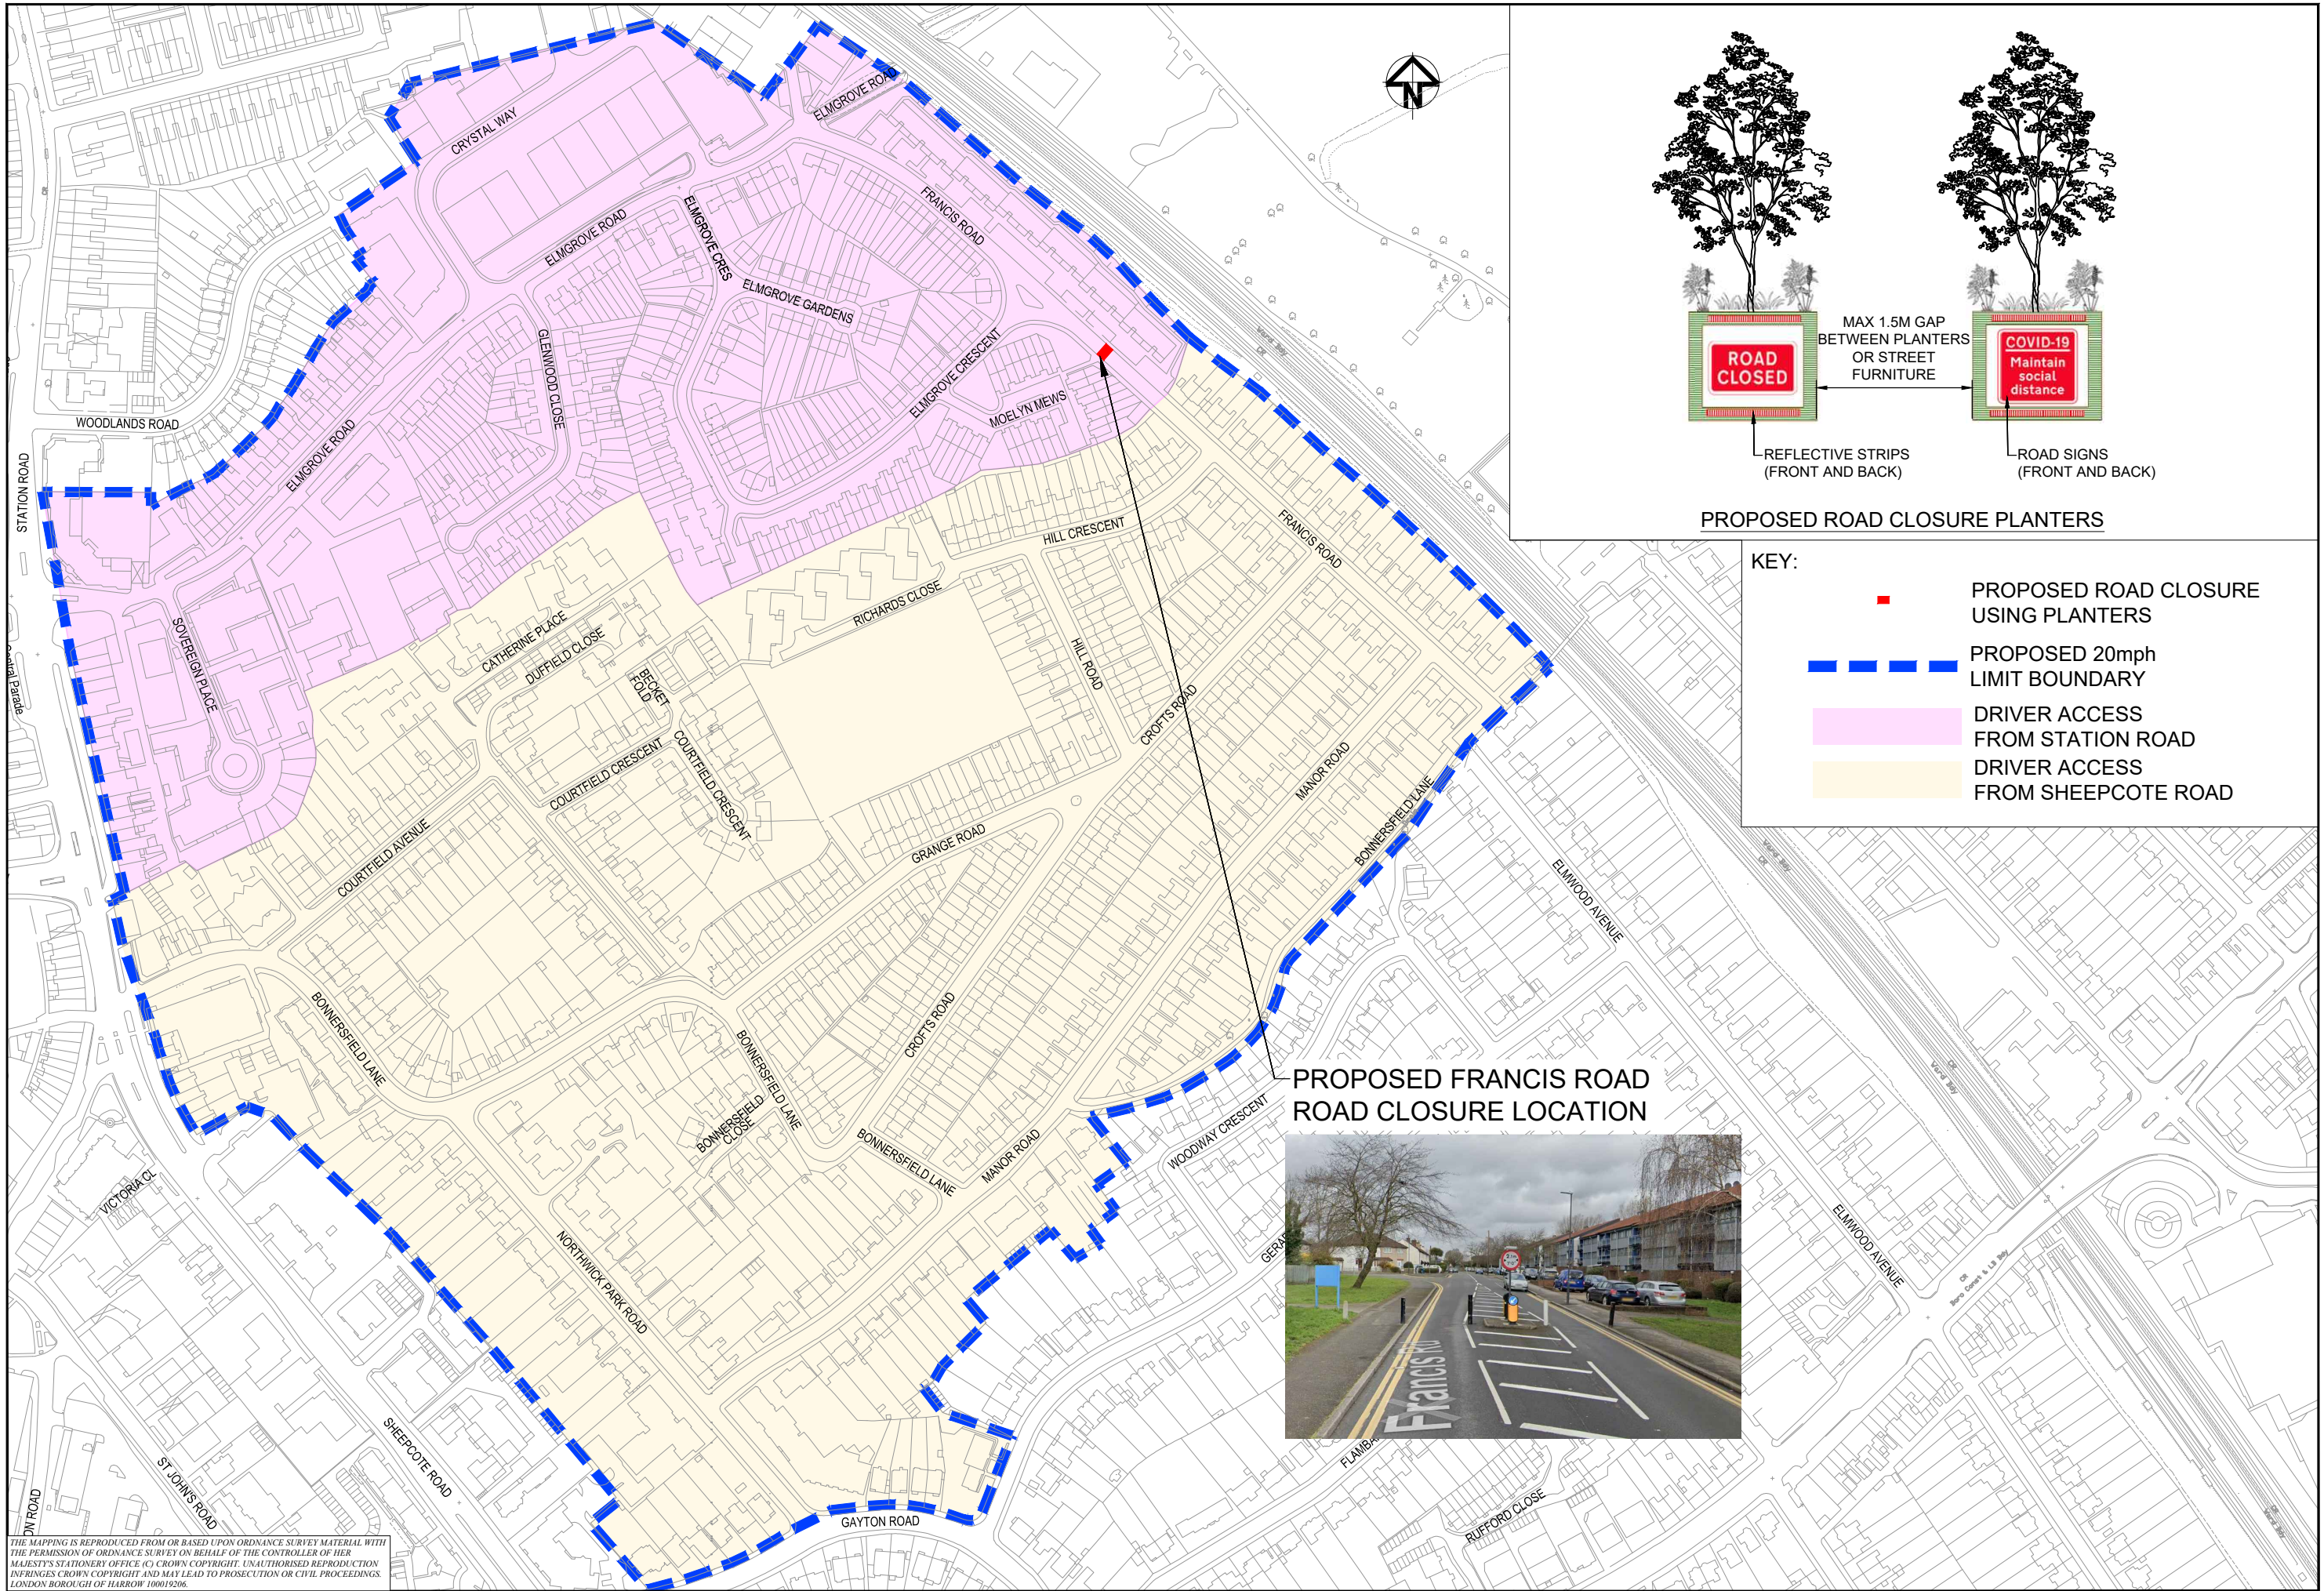 CRYSTAL WAY
ELMGROVE ROAD
ELMGROVE ROAD
ELMGROVE CRES
FRANCIS ROAD
ELMGROVE GARDENS
GLENWOOD CLOSE
ELMGROVE CRESCENT
MOELYN MEWS
WOODLANDS ROAD
ELMGROVE ROAD
STATION ROAD
SOVEREIGN PLACE
Central Parade
HILL CRESCENT
FRANCIS ROAD
RICHARDS CLOSE
CATHERINE PLACE
DUFFIELD CLOSE
BECKET
FOLD
HILL ROAD
CROFTS ROAD
COURTFIELD CRESCENT
COURTFIELD CRESCENT
MANOR ROAD
BONNERSFIELD LANE
COURTFIELD AVENUE
GRANGE ROAD
ELMWOOD AVENUE
BONNERSFIELD LANE
CROFTS ROAD
BONNERSFIELD LANE
BONNERSFIELD
CLOSE
BONNERSFIELD LANE
MANOR ROAD
WOODWAY CRESCENT
VICTORIA CL
NORTHWICK PARK ROAD
ELMWOOD AVENUE
SHEEPCOTE ROAD
ST JOHN'S ROAD
GAYTON ROAD
RUFFORD CLOSE
N
ROAD
CLOSED
MAX 1.5M GAP
BETWEEN PLANTERS
OR STREET
FURNITURE
COVID-19
Maintain
social
distance
REFLECTIVE STRIPS
(FRONT AND BACK)
ROAD SIGNS
(FRONT AND BACK)
PROPOSED ROAD CLOSURE PLANTERS
KEY:
PROPOSED ROAD CLOSURE
USING PLANTERS
PROPOSED 20mph
LIMIT BOUNDARY
DRIVER ACCESS
FROM STATION ROAD
DRIVER ACCESS
FROM SHEEPCOTE ROAD
PROPOSED FRANCIS ROAD
ROAD CLOSURE LOCATION
Francis Rd
THE MAPPING IS REPRODUCED FROM OR BASED UPON ORDNANCE SURVEY MATERIAL WITH
THE PERMISSION OF ORDNANCE SURVEY ON BEHALF OF THE CONTROLLER OF HER
MAJESTY'S STATIONERY OFFICE (C) CROWN COPYRIGHT. UNAUTHORISED REPRODUCTION
INFRINGES CROWN COPYRIGHT AND MAY LEAD TO PROSECUTION OR CIVIL PROCEEDINGS.
LONDON BOROUGH OF HARROW 100019206.